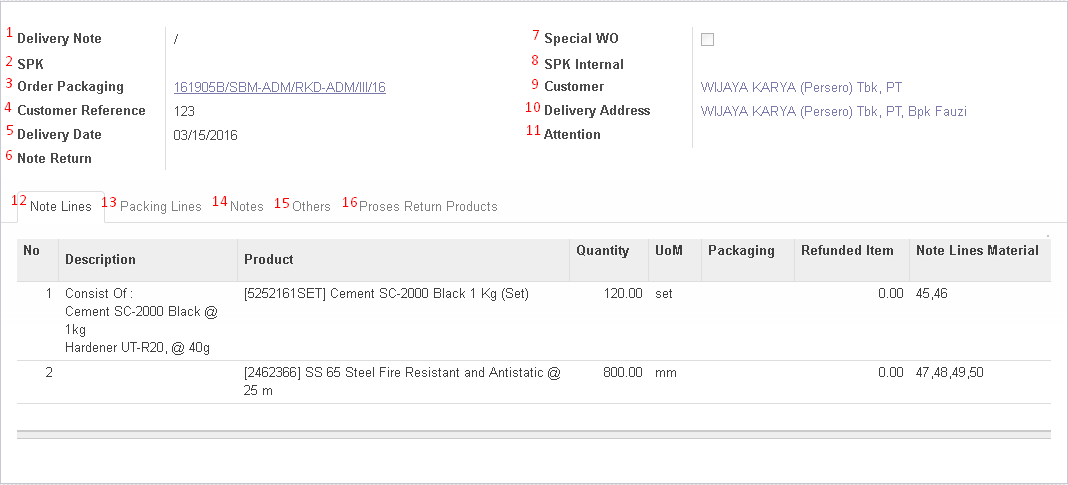 1 Delivery Note /
2 SPK
3 Order Packaging 161905B/SBM-ADM/RKD-ADM/III/16
4 Customer Reference 123
5 Delivery Date 03/15/2016
6 Note Return
7 Special WO
8 SPK Internal
9 Customer WIJAYA KARYA (Persero) Tbk, PT
10 Delivery Address WIJAYA KARYA (Persero) Tbk, PT, Bpk Fauzi
11 Attention
12 Note Lines 13 Packing Lines 14 Notes 15 Others 16 Proses Return Products
No Description Product Quantity UoM Packaging Refunded Item Note Lines Material
1 Consist Of : [5252161SET] Cement SC-2000 Black 1 Kg (Set) 120.00 set 0.00 45,46
Cement SC-2000 Black @
1kg
Hardener UT-R20, @ 40g
2 [2462366] SS 65 Steel Fire Resistant and Antistatic @ 800.00 mm 0.00 47,48,49,50
25 m